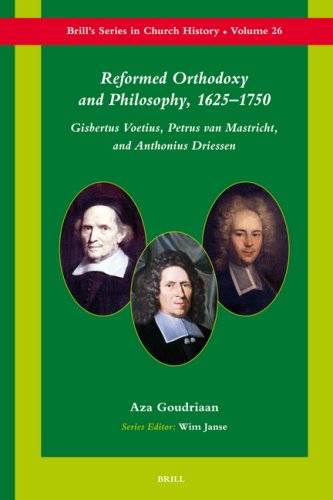 Brill's Series in Church History • Volume 26
Reformed Orthodoxy
and Philosophy, 1625–1750
Gisbertus Voetius, Petrus van Mastricht,
and Anthonius Driessen
Aza Goudriaan
Series Editor: Wim Janse
BRILL